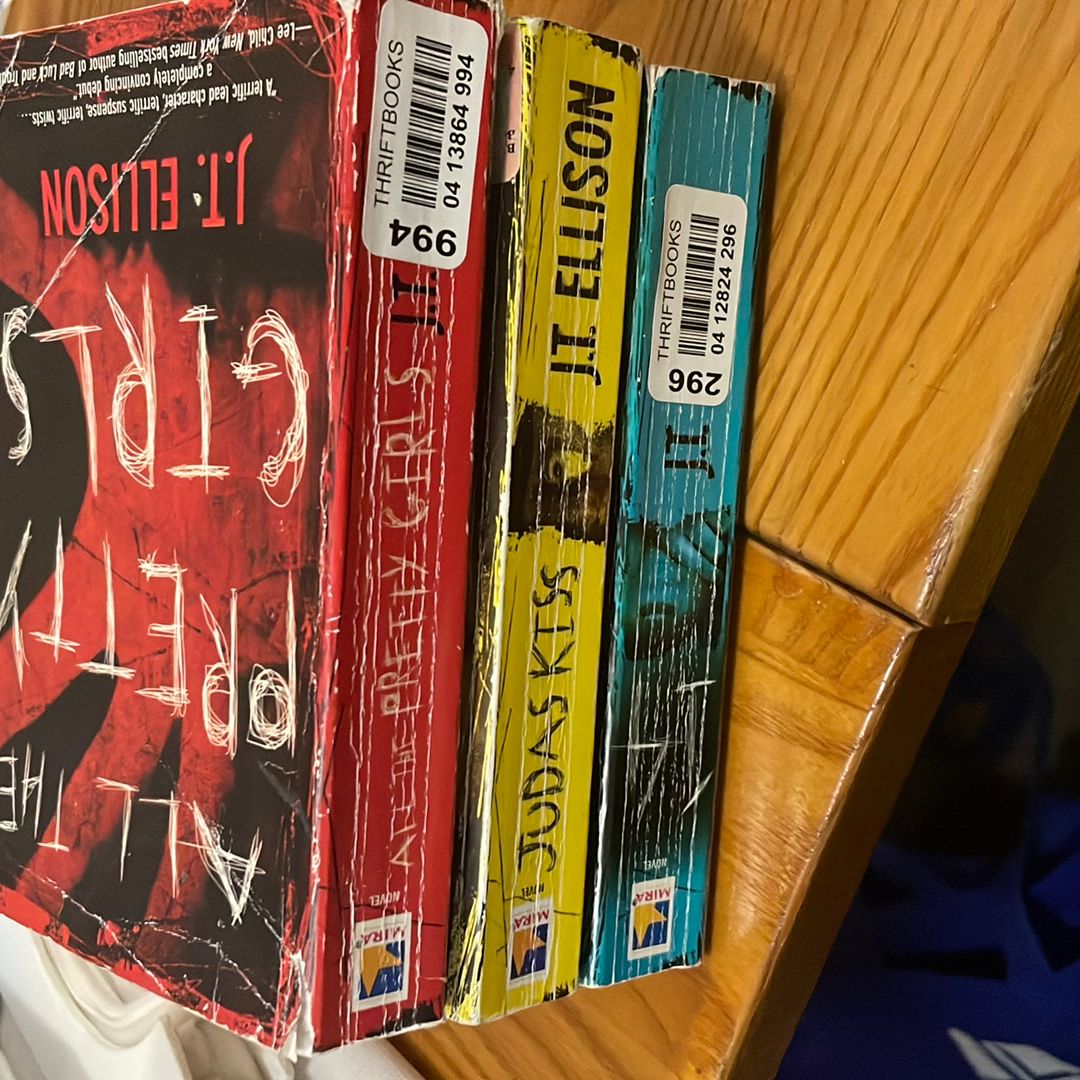 "A terrific lead character, terrific suspense, terrific twists...
a completely convincing debut."
—Lee Child, New York Times bestselling author of Bad Luck and
J.T. ELLISON
ALL THE
PRETTY
GIRLS
THRIFTBOOKS
04 13864 994
994
J.T.
ALL THE PRETTY GIRLS
NOVEL
MIRA
J.T. ELLISON
JUDAS KISS
NOVEL
MIRA
THRIFTBOOKS
04 12824 296
296
J.T.
14
NOVEL
MIRA